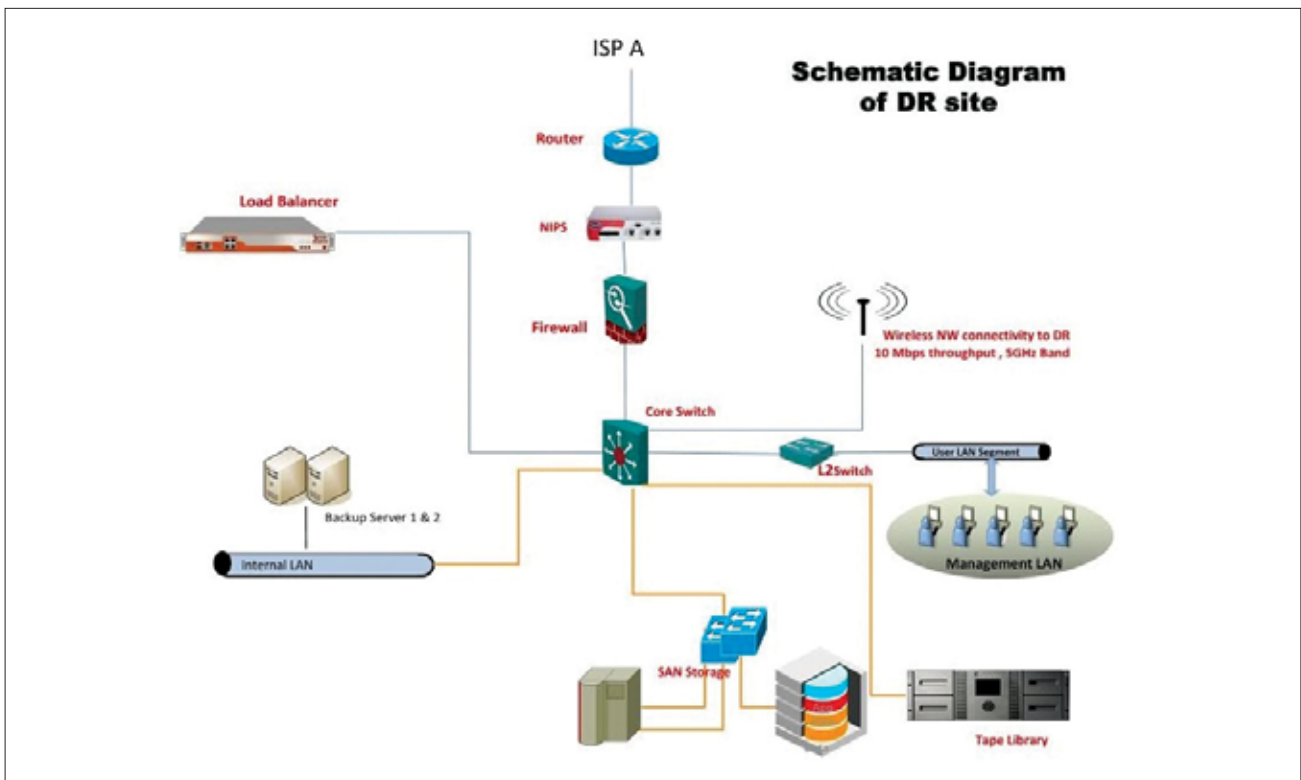 ISP A
Schematic Diagram
of DR site
Router
Load Balancer
NIPS
Firewall
Wireless NW connectivity to DR
10 Mbps throughput , 5GHz Band
Core Switch
L2Switch
User LAN Segment
Backup Server 1 & 2
Internal LAN
Management LAN
SAN Storage
App
Tape Library